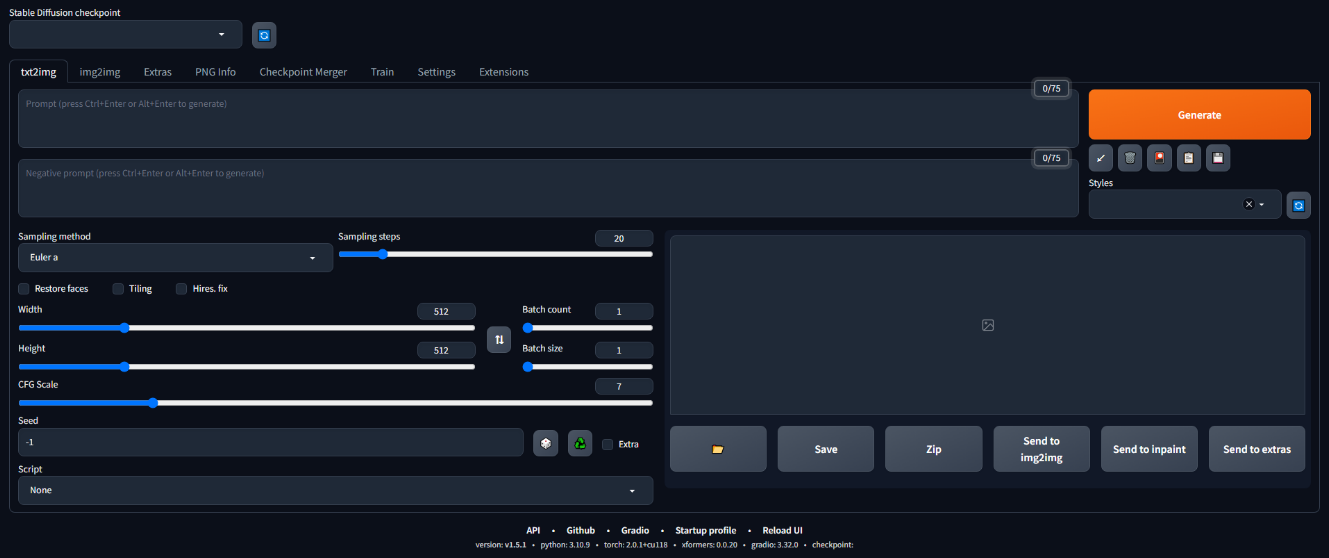 Stable Diffusion checkpoint
txt2img img2img Extras PNG Info Checkpoint Merger Train Settings Extensions
Prompt (press Ctrl+Enter or Alt+Enter to generate)
0/75
Generate
Negative prompt (press Ctrl+Enter or Alt+Enter to generate)
0/75
Styles
Sampling method
Euler a
Sampling steps
20
Restore faces Tiling Hires. fix
Width
512
Batch count
1
Height
512
Batch size
1
CFG Scale
7
Seed
-1
Extra
Script
None
Save
Zip
Send to
img2img
Send to inpaint
Send to extras
API • Github • Gradio • Startup profile • Reload UI
version: v1.5.1 • python: 3.10.9 • torch: 2.0.1+cu118 • xformers: 0.0.20 • gradio: 3.32.0 • checkpoint: